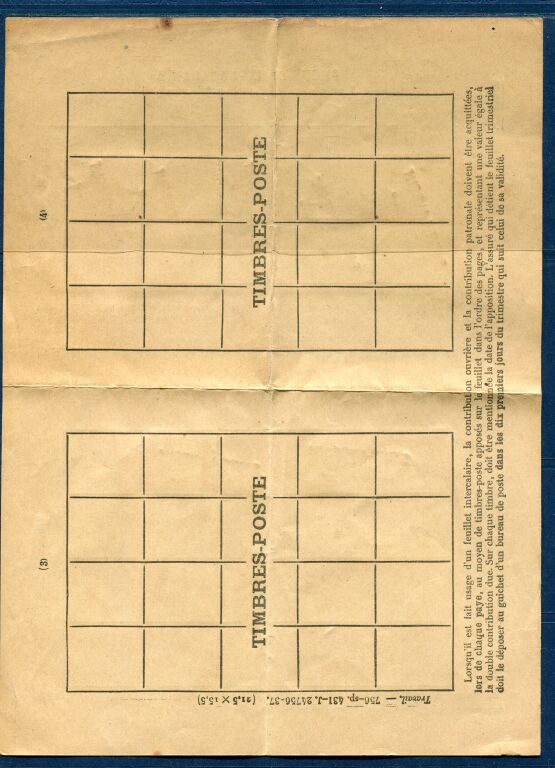 (3)
TIMBRES-POSTE
(4)
TIMBRES-POSTE
Lorsqu'il est fait usage d'un feuillet intercalaire, la contribution ouvrière et la contribution patronale doivent être acquittées,
lors de chaque paye, au moyen de timbres-poste apposés sur le feuillet dans l'ordre des pages, et représentant une valeur égale à
la double contribution due. Sur chaque timbre, doit être mentionnée la date de l'apposition. L'assuré qui détient le feuillet trimestriel
doit le déposer au guichet d'un bureau de poste dans les dix premiers jours du trimestre qui suit celui de sa validité.
Travail. — 756-sp. 431-J. 24756-37. (21,5 × 15,5)